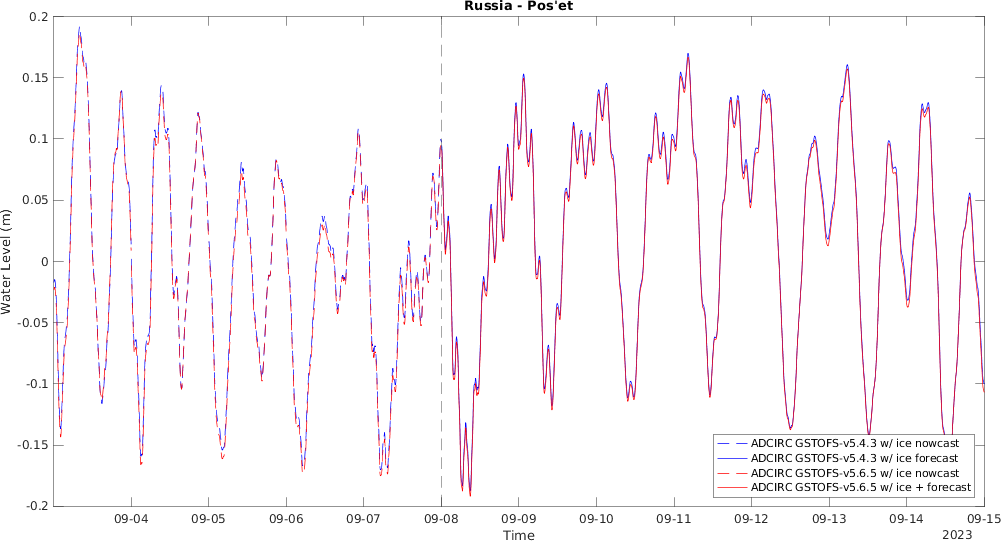 Russia - Pos'et
0.2
0.15
0.1
0.05
0
-0.05
-0.1
-0.15
-0.2
Water Level (m)
ADCIRC GSTOFS-v5.4.3 w/ ice nowcast
ADCIRC GSTOFS-v5.4.3 w/ ice forecast
ADCIRC GSTOFS-v5.6.5 w/ ice nowcast
ADCIRC GSTOFS-v5.6.5 w/ ice + forecast
09-04 09-05 09-06 09-07 09-08 09-09 09-10 09-11 09-12 09-13 09-14 09-15
Time
2023